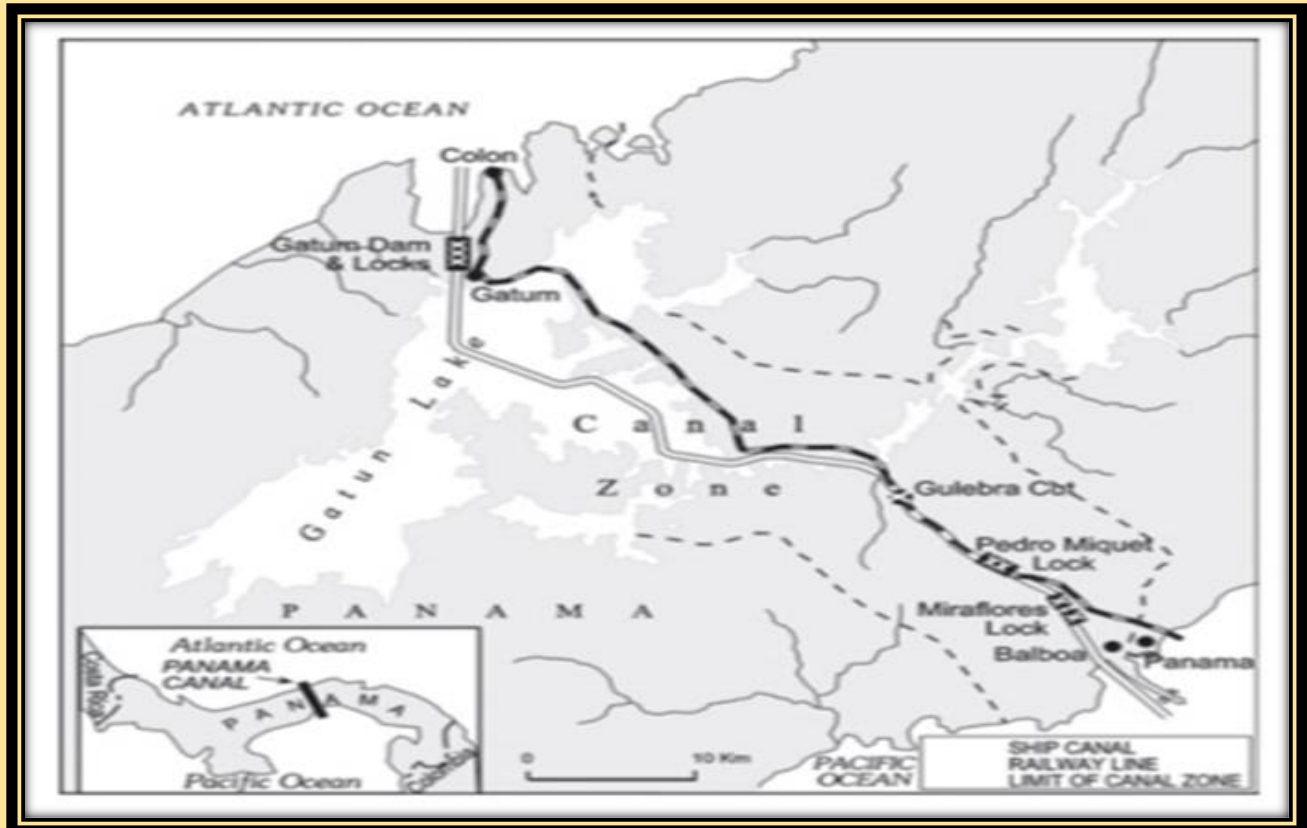 ATLANTIC OCEAN
Colon
Gatum Dam
& Locks
Gatum
Gatun Lake
Canal
Zone
Gulebra Cbt
Pedro Miquel
Lock
Miraflores
Lock
Balboa
Panama
PANAMA
Atlantic Ocean
PANAMA
CANAL
Costa Rica
PANAMA
Colombia
Pacific Ocean
0 10 Km
PACIFIC
OCEAN
SHIP CANAL
RAILWAY LINE
LIMIT OF CANAL ZONE